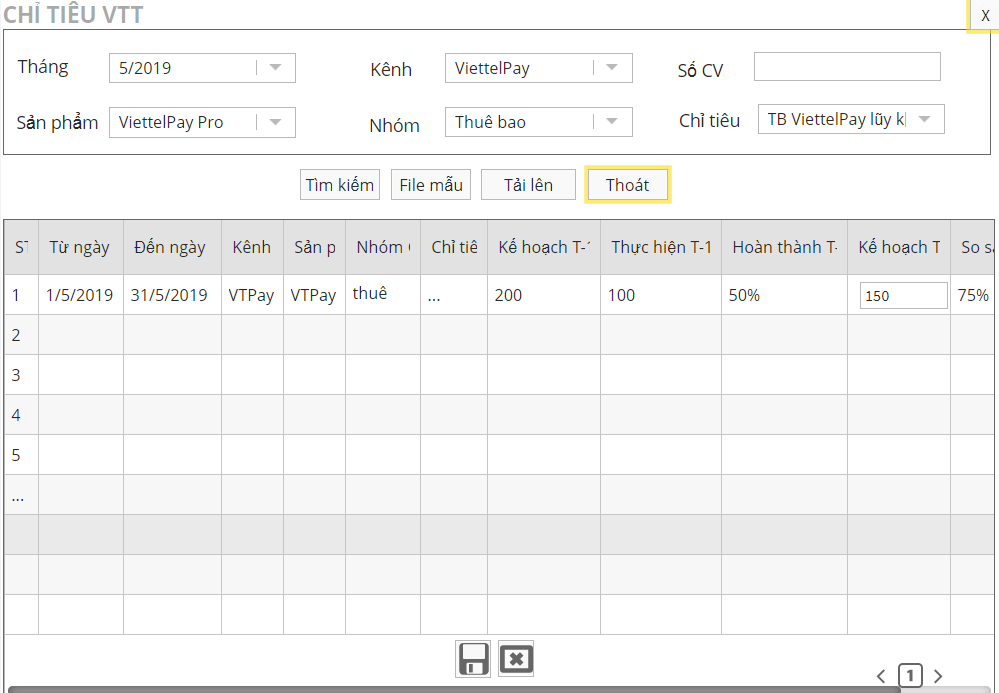 CHỈ TIÊU VTT
X
Tháng 5/2019 Kênh ViettelPay Số CV
Sản phẩm ViettelPay Pro Nhóm Thuê bao Chỉ tiêu TB ViettelPay lũy k
Tìm kiếm File mẫu Tải lên Thoát
ST Từ ngày Đến ngày Kênh Sản p Nhóm Chỉ tiê Kế hoạch T-1 Thực hiện T-1 Hoàn thành T- Kế hoạch T So sá
1 1/5/2019 31/5/2019 VTPay VTPay thuê ... 200 100 50% 150 75%
2
3
4
5
...
1